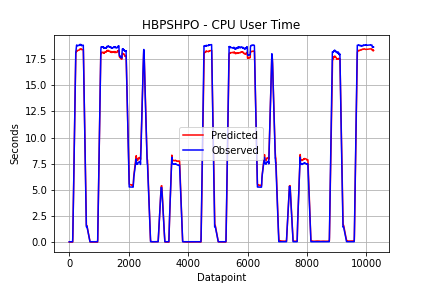 HBPSHPO - CPU User Time
Seconds
17.5
15.0
12.5
10.0
7.5
5.0
2.5
0.0
Predicted
Observed
0 2000 4000 6000 8000 10000
Datapoint